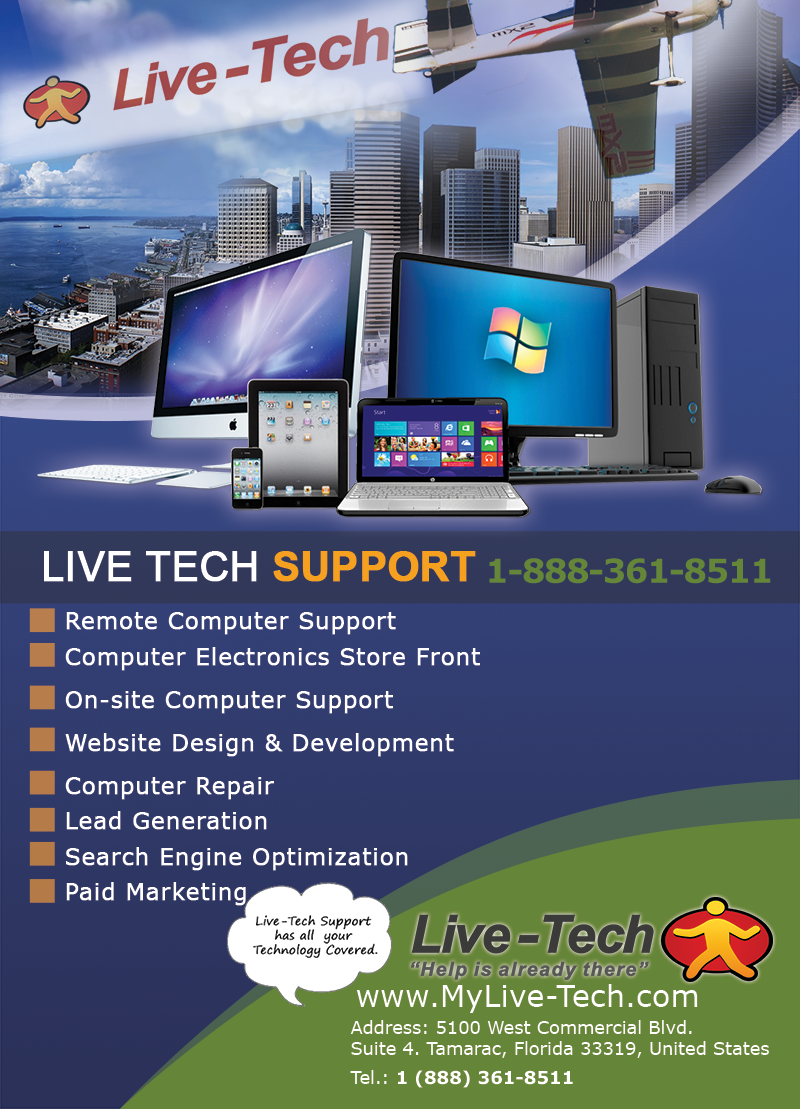 Live-Tech
MX2
MX2
Start
LIVE TECH SUPPORT 1-888-361-8511
Remote Computer Support
Computer Electronics Store Front
On-site Computer Support
Website Design & Development
Computer Repair
Lead Generation
Search Engine Optimization
Paid Marketing
Live-Tech Support
has all your
Technology Covered.
Live-Tech
“Help is already there”
www.MyLive-Tech.com
Address: 5100 West Commercial Blvd.
Suite 4. Tamarac, Florida 33319, United States
Tel.: 1 (888) 361-8511